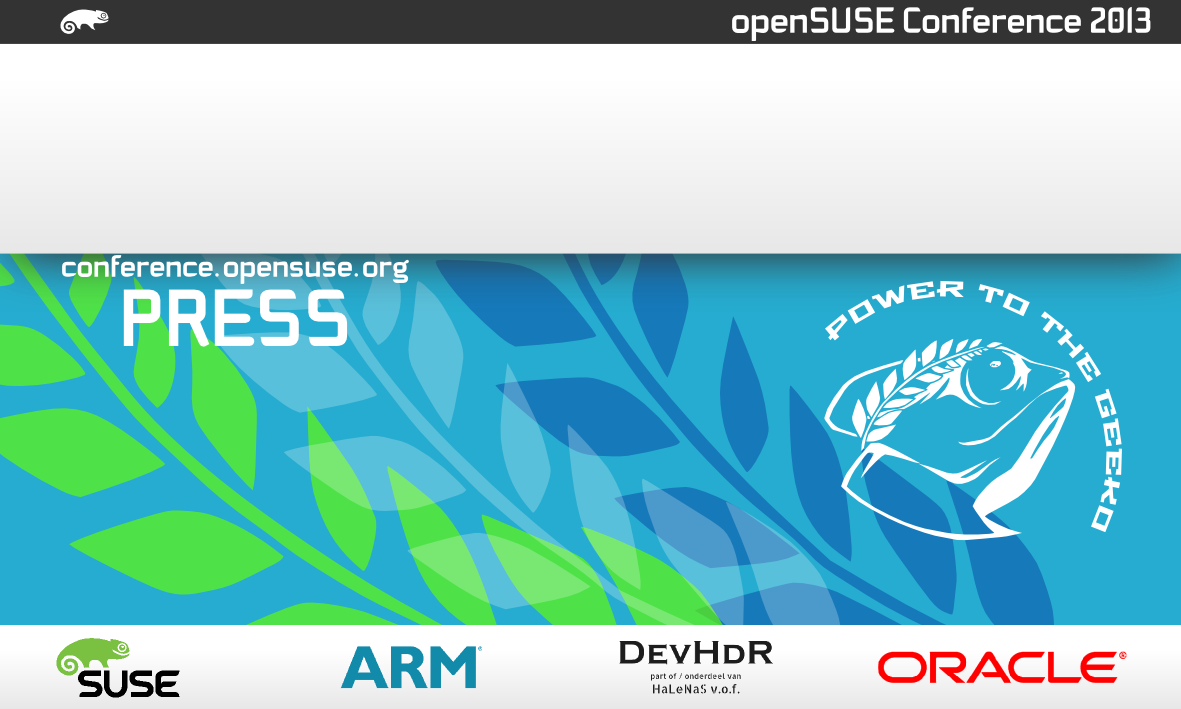 openSUSE Conference 2013
conference.opensuse.org
PRESS
POWER TO THE GEEKO
SUSE
ARM®
DEVHDR
part of / onderdeel van
HaLeNaS v.o.f.
ORACLE®